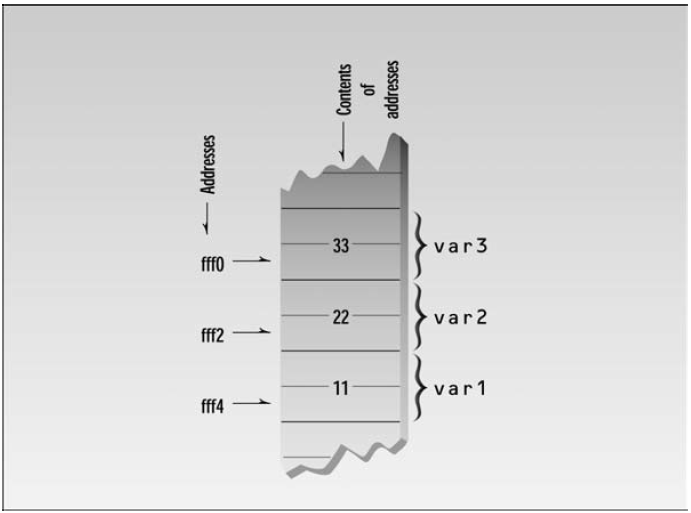 Contents
of
addresses
Addresses
fff0
33
var3
fff2
22
var2
fff4
11
var1